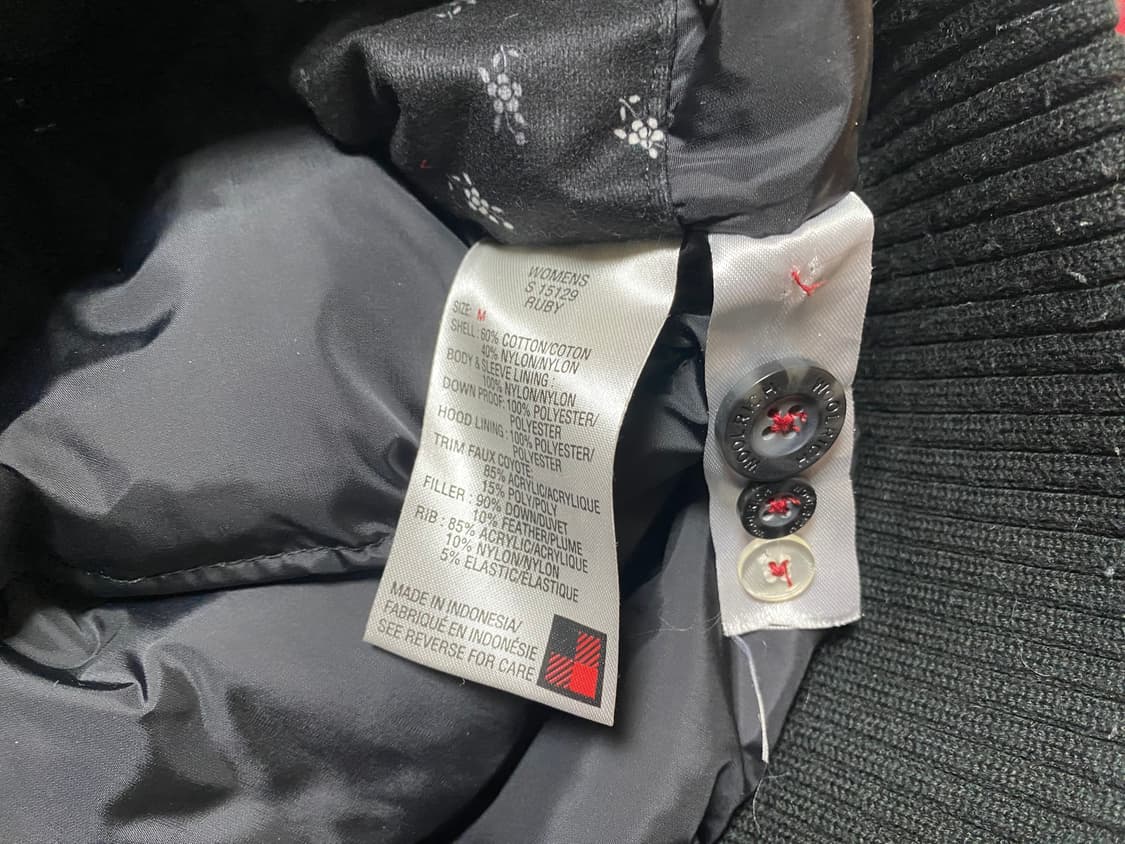 WOMENS
S 15129
RUBY
SIZE: M
SHELL: 60% COTTON/COTON
40% NYLON/NYLON
BODY & SLEEVE LINING :
100% NYLON/NYLON
DOWN PROOF: 100% POLYESTER/
POLYESTER
HOOD LINING: 100% POLYESTER/
POLYESTER
TRIM FAUX COYOTE:
85% ACRYLIC/ACRYLIQUE
15% POLY/POLY
FILLER : 90% DOWN/DUVET
10% FEATHER/PLUME
RIB : 85% ACRYLIC/ACRYLIQUE
10% NYLON/NYLON
5% ELASTIC/ÉLASTIQUE
MADE IN INDONESIA/
FABRIQUÉ EN INDONÉSIE
SEE REVERSE FOR CARE
WOOLRICH WOOLRICH